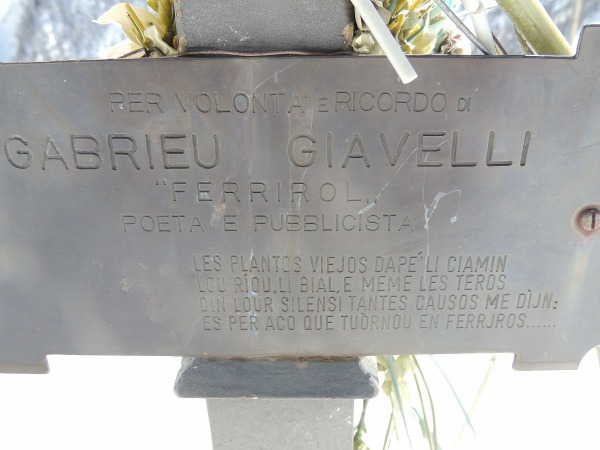 PER VOLONTA' E RICORDO DI
GABRIEU GIAVELLI
"FERRIROL"
POETA E PUBBLICISTA
LES PLANTOS VIEJOS DAPE' LI CIAMIN
LOU RIOU, LI BIAL, E MEME LES TEROS
DIN LOUR SILENSI TANTES CAUSOS ME DÌJN:
ES PER ACO QUE TUÒRNOU EN FERRJROS......